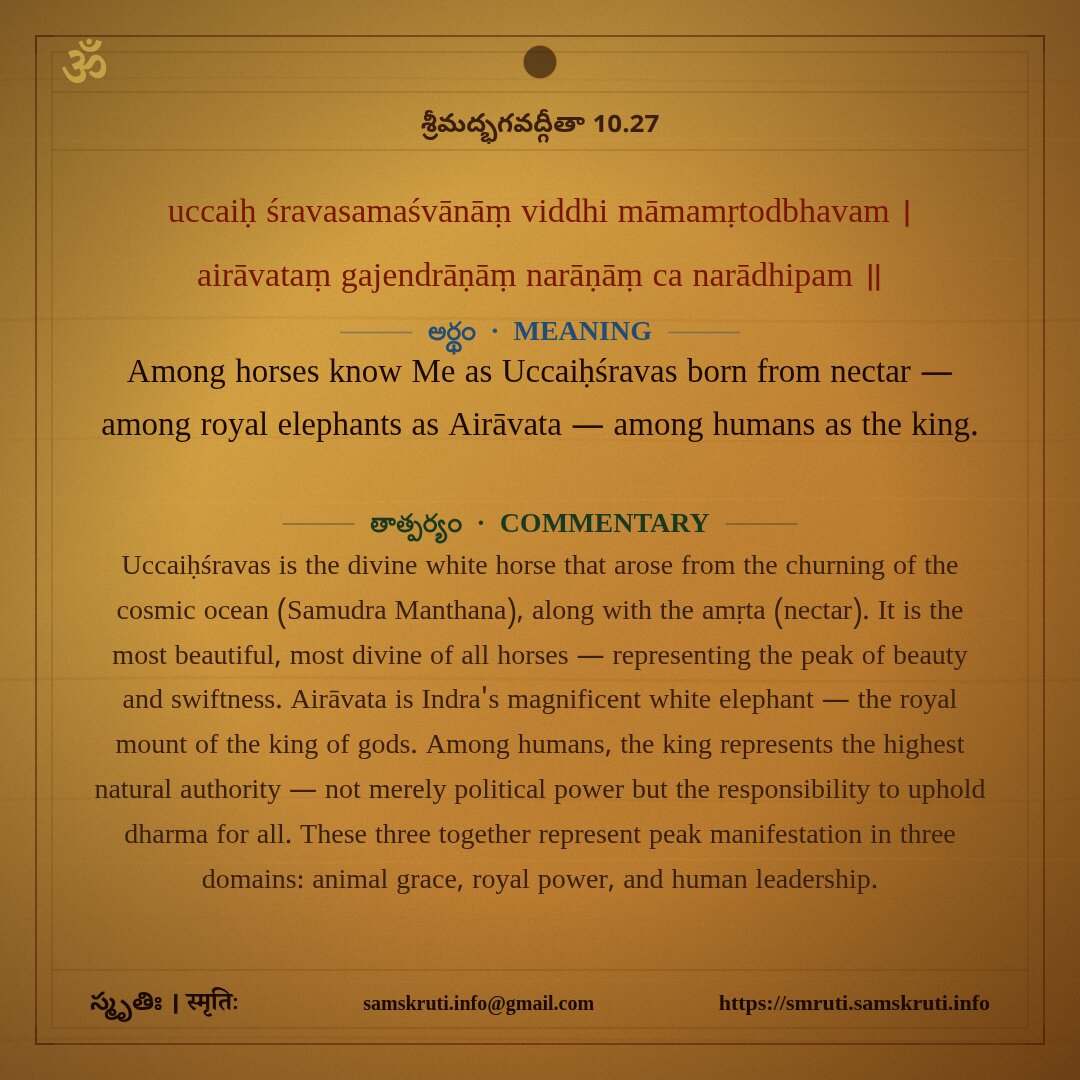 ॐ
శ్రీమద్భగవద్గీతా 10.27
uccaiḥ śravasamaśvānāṃ viddhi māmamṛtodbhavam |
airāvataṃ gajendrāṇāṃ narāṇāṃ ca narādhipam ||
అర్థం · MEANING
Among horses know Me as Uccaiḥśravas born from nectar —
among royal elephants as Airāvata — among humans as the king.
తాత్పర్యం · COMMENTARY
Uccaiḥśravas is the divine white horse that arose from the churning of the
cosmic ocean (Samudra Manthana), along with the amṛta (nectar). It is the
most beautiful, most divine of all horses — representing the peak of beauty
and swiftness. Airāvata is Indra's magnificent white elephant — the royal
mount of the king of gods. Among humans, the king represents the highest
natural authority — not merely political power but the responsibility to uphold
dharma for all. These three together represent peak manifestation in three
domains: animal grace, royal power, and human leadership.
స్మృతిః | स्मृतिः samskruti.info@gmail.com https://smruti.samskruti.info